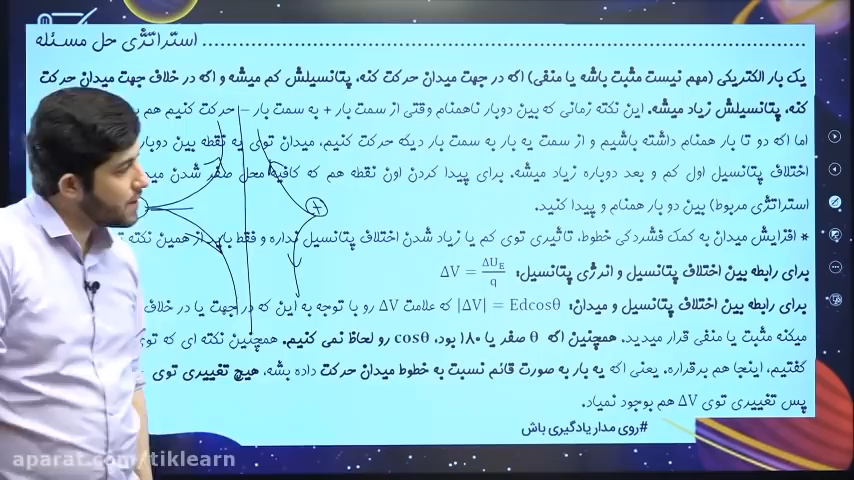 استراتژی حل مسئله
یک بار الکتریکی (مهم نیست مثبت باشه یا منفی) اگه در جهت میدان حرکت کنه، پتانسیلش کم میشه و اگه در خلاف جهت میدان حرکت
کنه، پتانسیلش زیاد میشه. این نکته زمانی که بین دوبار ناهمنام وقتی از سمت بار + به سمت بار – حرکت کنیم هم
اما اگه دو تا بار همنام داشته باشیم و از سمت یه بار به سمت بار دیگه حرکت کنیم، میدان توی یه نقطه بین دوبار
اختلاف پتانسیل اول کم و بعد دوباره زیاد میشه. برای پیدا کردن اون نقطه هم که کافیه محل صفر شدن
استراتژی مربوط) بین دو بار همنام و پیدا کنید.
* افزایش میدان به کمک فشردگی خطوط، تاثیری توی کم یا زیاد شدن اختلاف پتانسیل نداره و فقط باید از همین نکته
برای رابطه بین اختلاف پتانسیل و انرژی پتانسیل: ΔV = ΔU_E / q
برای رابطه بین اختلاف پتانسیل و میدان: |ΔV| = Edcosθ که علامت ΔV رو با توجه به این که در جهت یا در خلاف
میکنه مثبت یا منفی قرار میدید. همچنین اگه θ صفر یا ۱۸۰ بود، cosθ رو لحاظ نمی کنیم. همچنین نکته ای که توی
گفتیم، اینجا هم برقراره. یعنی اگه یه بار به صورت قائم نسبت به خطوط میدان حرکت داده بشه، هیچ تغییری توی
پس تغییری توی ΔV هم بوجود نمیاد.
#روی مدار یادگیری باش
+
aparat.com/tiklearn